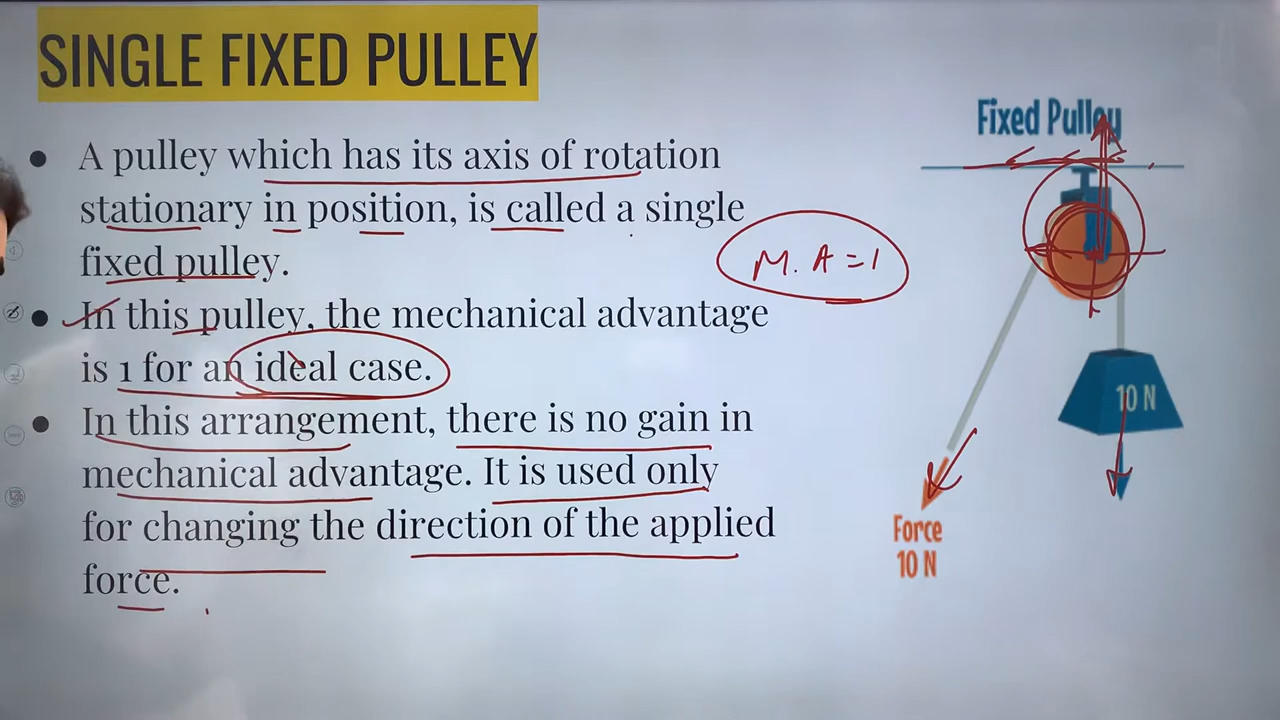 SINGLE FIXED PULLEY
A pulley which has its axis of rotation
stationary in position, is called a single
fixed pulley.
M. A = 1
In this pulley, the mechanical advantage
is 1 for an ideal case.
In this arrangement, there is no gain in
mechanical advantage. It is used only
for changing the direction of the applied
force.
Fixed Pulley
10 N
Force
10 N